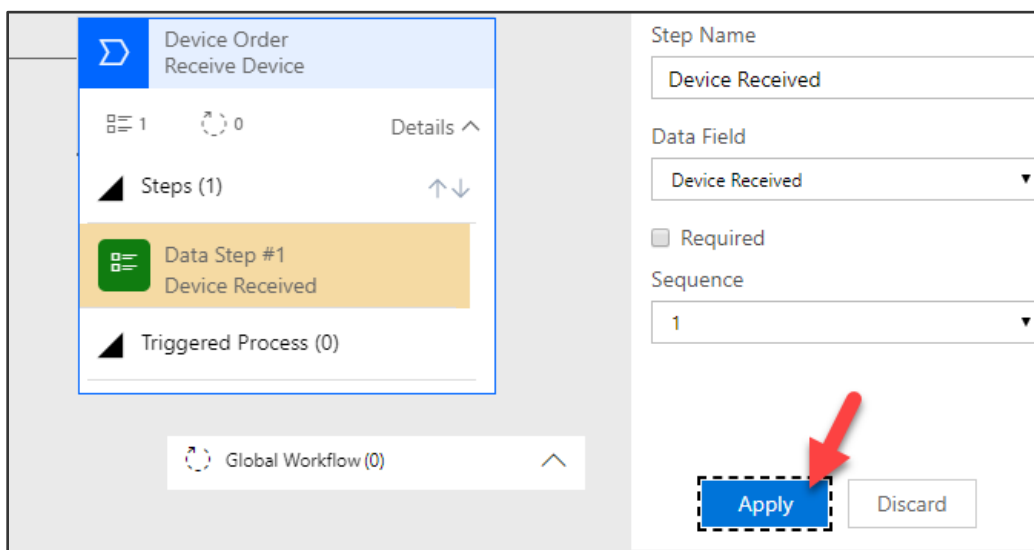 Device Order
Receive Device
1
0
Details
Steps (1)
Data Step #1
Device Received
Triggered Process (0)
Global Workflow (0)
Step Name
Device Received
Data Field
Device Received
Required
Sequence
1
Apply
Discard